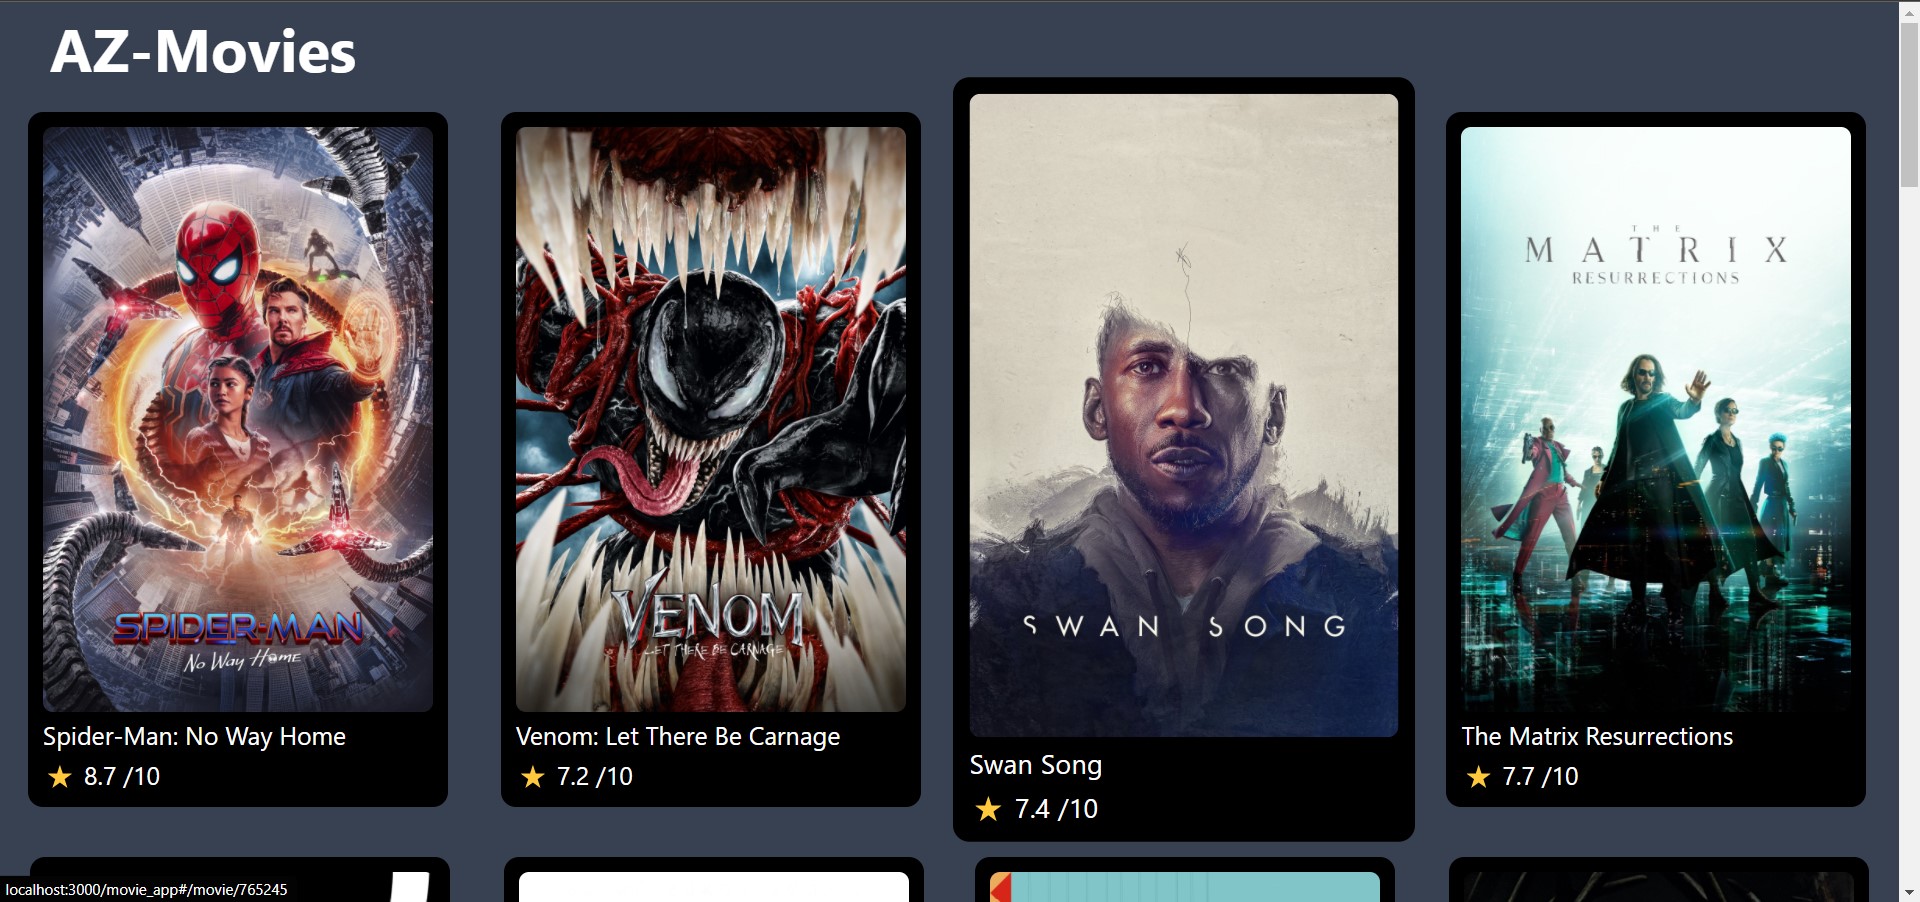 AZ-Movies
SPIDER-MAN
No Way Home
Spider-Man: No Way Home
8.7 /10
VENOM
LET THERE BE CARNAGE
Venom: Let There Be Carnage
7.2 /10
SWAN SONG
Swan Song
7.4 /10
THE
MATRIX
RESURRECTIONS
The Matrix Resurrections
7.7 /10
localhost:3000/movie_app#/movie/765245